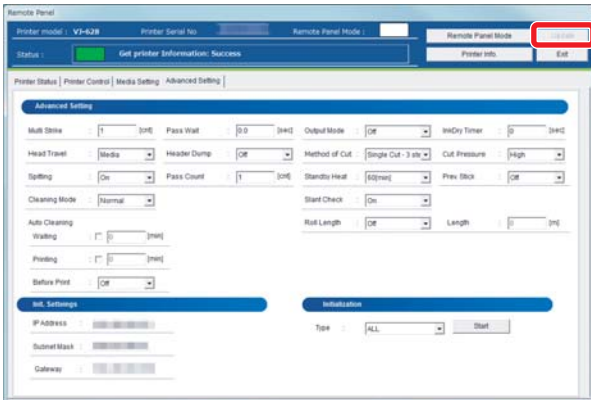 Remote Panel
Printer model : VJ-628 Printer Serial No Remote Panel Mode : Remote Panel Mode Update
Status : Get printer Information: Success Printer Info. Exit
Printer Status Printer Control Media Setting Advanced Setting
Advanced Setting
Multi Strike : 1 [cnt] Pass Wait : 0.0 [sec] Output Mode : Off InkDry Timer : 0 [sec]
Head Travel : Media Header Dump : Off Method of Cut : Single Cut - 3 ste Cut Pressure : High
Spitting : On Pass Count : 1 [cnt] Standby Heat : 60[min] Prev. Stick : Off
Cleaning Mode : Normal Slant Check : On
Auto Cleaning Roll Length : Off Length : 0 [m]
Waiting : 0 [min]
Printing : 0 [min]
Before Print : Off
Init. Setteings Initialization
IP Address : Type : ALL Start
Subnet Mask :
Gateway :